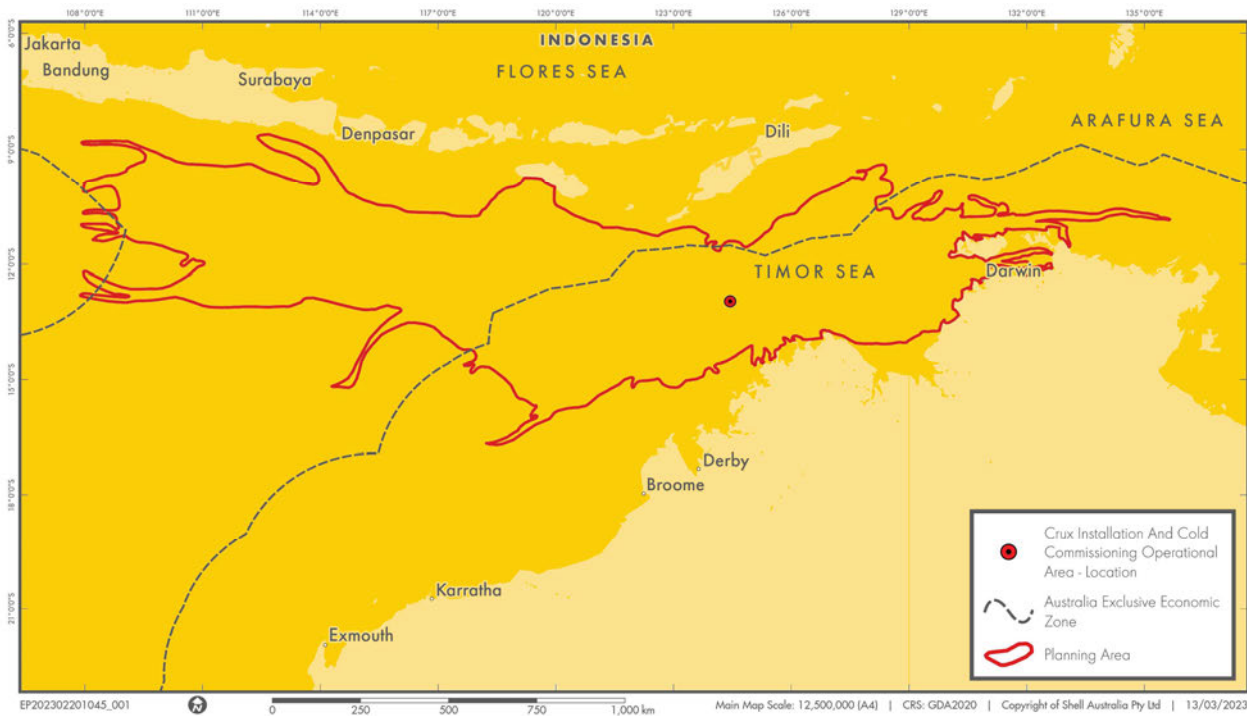 108°0'0"E 111°0'0"E 114°0'0"E 117°0'0"E 120°0'0"E 123°0'0"E 126°0'0"E 129°0'0"E 132°0'0"E 135°0'0"E
6°0'0"S
9°0'0"S
12°0'0"S
15°0'0"S
18°0'0"S
21°0'0"S
INDONESIA
Jakarta
Bandung
Surabaya
FLORES SEA
Denpasar
Dili
ARAFURA SEA
TIMOR SEA
Darwin
Derby
Broome
Karratha
Exmouth
Crux Installation And Cold
Commissioning Operational
Area - Location
Australia Exclusive Economic
Zone
Planning Area
EP202302201045_001
N
0 250 500 750 1,000 km
Main Map Scale: 12,500,000 (A4) | CRS: GDA2020 | Copyright of Shell Australia Pty Ltd | 13/03/2023